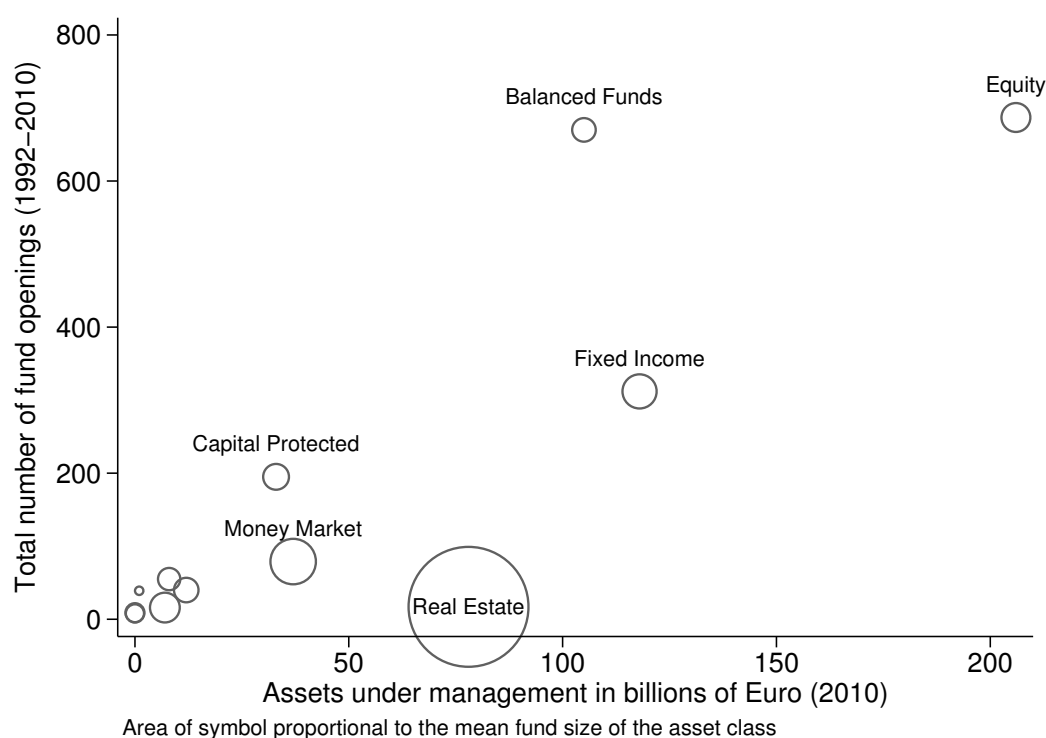 Total number of fund openings (1992−2010)
800
600
400
200
0
Balanced Funds
Equity
Fixed Income
Capital Protected
Money Market
Real Estate
0 50 100 150 200
Assets under management in billions of Euro (2010)
Area of symbol proportional to the mean fund size of the asset class